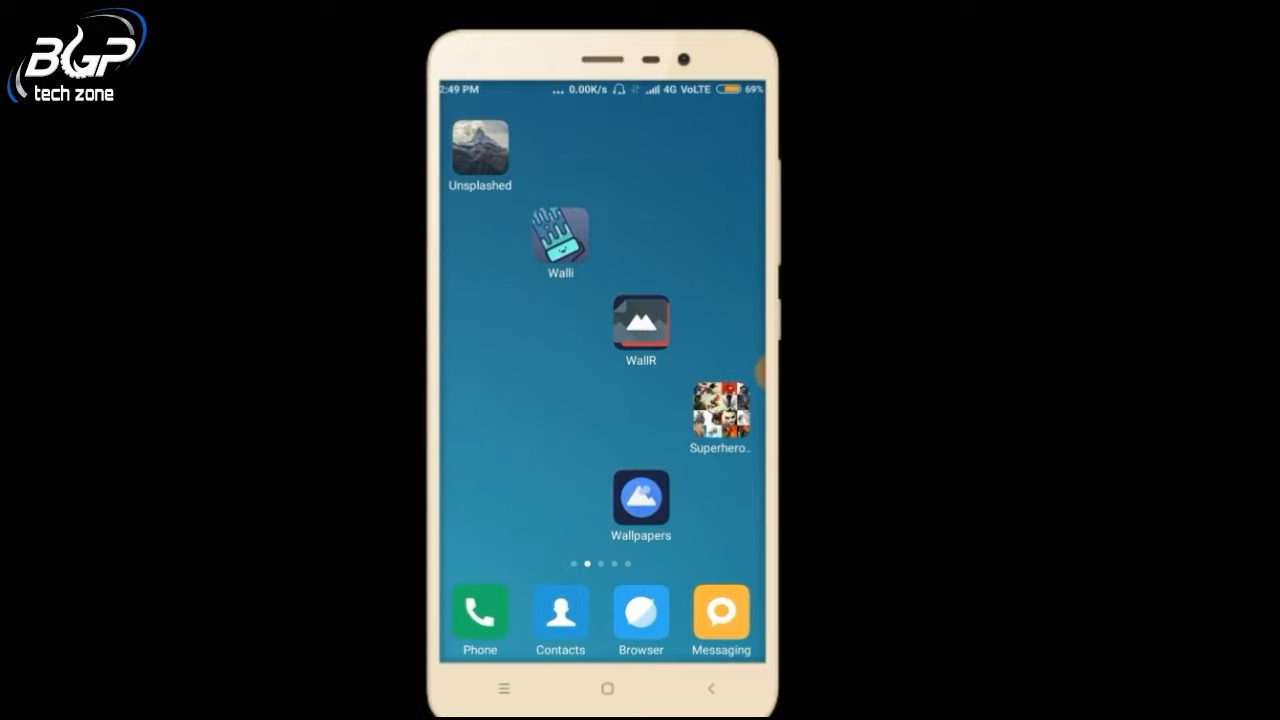 BGP
tech zone
2:49 PM
... 0.00K/s 4G VoLTE 69%
Unsplashed
Walli
WallR
Superhero..
Wallpapers
Phone
Contacts
Browser
Messaging